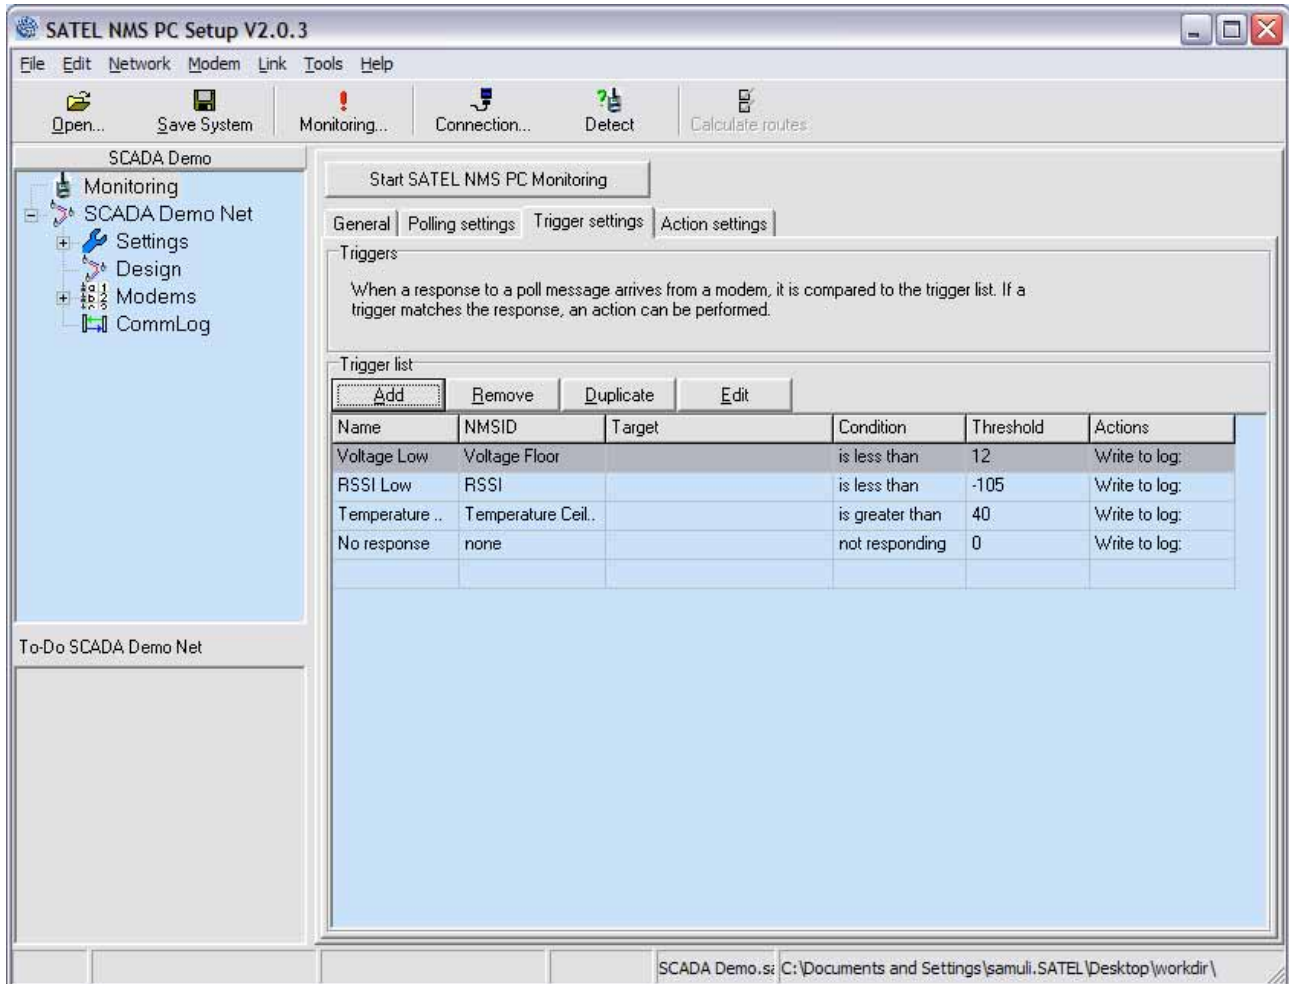 SATEL NMS PC Setup V2.0.3
File Edit Network Modem Link Tools Help
Open... Save System Monitoring... Connection... Detect Calculate routes
SCADA Demo
Monitoring
SCADA Demo Net
Settings
Design
Modems
CommLog
To-Do SCADA Demo Net
Start SATEL NMS PC Monitoring
General Polling settings Trigger settings Action settings
Triggers
When a response to a poll message arrives from a modem, it is compared to the trigger list. If a
trigger matches the response, an action can be performed.
Trigger list
Add Remove Duplicate Edit
Name NMSID Target Condition Threshold Actions
Voltage Low Voltage Floor is less than 12 Write to log:
RSSI Low RSSI is less than -105 Write to log:
Temperature .. Temperature Ceil.. is greater than 40 Write to log:
No response none not responding 0 Write to log:
SCADA Demo.sa C:\Documents and Settings\samuli.SATEL\Desktop\workdir\